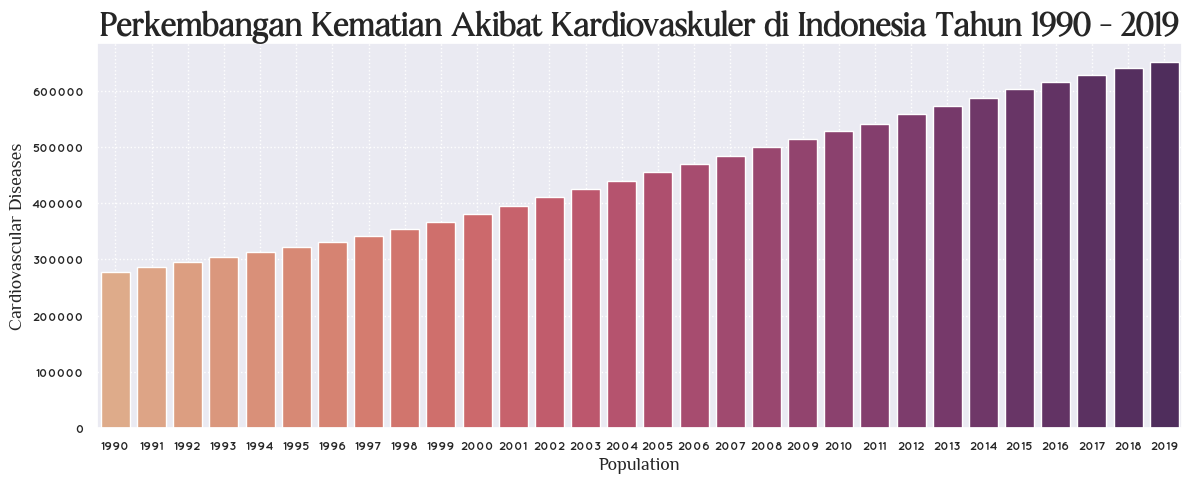 Perkembangan Kematian Akibat Kardiovaskuler di Indonesia Tahun 1990 - 2019
Cardiovascular Diseases
600000
500000
400000
300000
200000
100000
0
1990 1991 1992 1993 1994 1995 1996 1997 1998 1999 2000 2001 2002 2003 2004 2005 2006 2007 2008 2009 2010 2011 2012 2013 2014 2015 2016 2017 2018 2019
Population